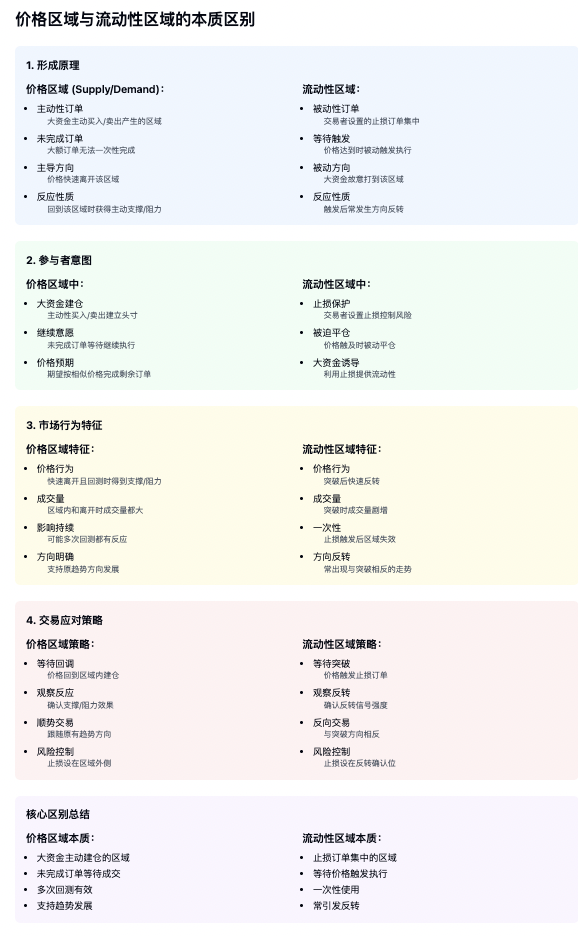 价格区域与流动性区域的本质区别
1. 形成原理
价格区域 (Supply/Demand)：
主动性订单
大资金主动买入/卖出产生的区域
未完成订单
大额订单无法一次性完成
主导方向
价格快速离开该区域
反应性质
回到该区域时获得主动支撑/阻力
流动性区域：
被动性订单
交易者设置的止损订单集中
等待触发
价格达到时被动触发执行
被动方向
大资金故意打到该区域
反应性质
触发后常发生方向反转
2. 参与者意图
价格区域中：
大资金建仓
主动性买入/卖出建立头寸
继续意愿
未完成订单等待继续执行
价格预期
期望按相似价格完成剩余订单
流动性区域中：
止损保护
交易者设置止损控制风险
被迫平仓
价格触及时被动平仓
大资金诱导
利用止损提供流动性
3. 市场行为特征
价格区域特征：
价格行为
快速离开且回测时得到支撑/阻力
成交量
区域内和离开时成交量都大
影响持续
可能多次回测都有反应
方向明确
支持原趋势方向发展
流动性区域特征：
价格行为
突破后快速反转
成交量
突破时成交量剧增
一次性
止损触发后区域失效
方向反转
常出现与突破相反的走势
4. 交易应对策略
价格区域策略：
等待回调
价格回到区域内建仓
观察反应
确认支撑/阻力效果
顺势交易
跟随原有趋势方向
风险控制
止损设在区域外侧
流动性区域策略：
等待突破
价格触发止损订单
观察反转
确认反转信号强度
反向交易
与突破方向相反
风险控制
止损设在反转确认位
核心区别总结
价格区域本质：
大资金主动建仓的区域
未完成订单等待成交
多次回测有效
支持趋势发展
流动性区域本质：
止损订单集中的区域
等待价格触发执行
一次性使用
常引发反转